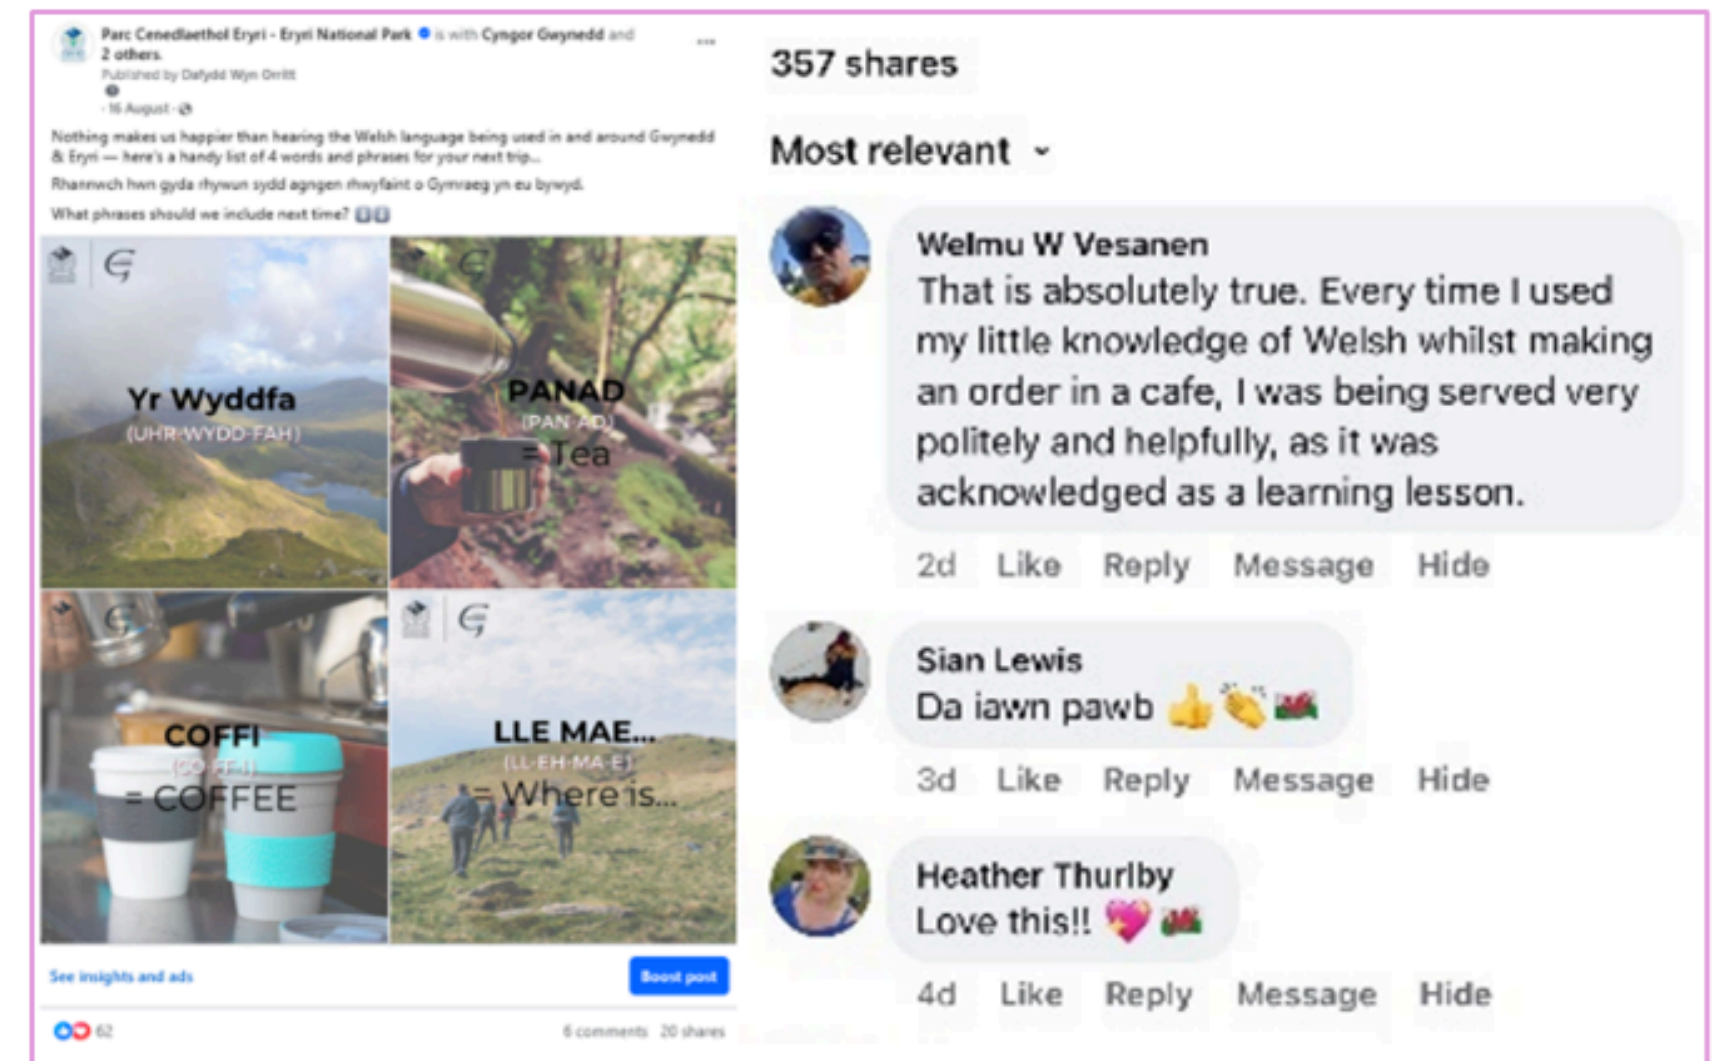 Parc Cenedlaethol Eryri - Eryri National Park is with Cyngor Gwynedd and
2 others.
Published by Dafydd Wyn Orritt
· 16 August ·
Nothing makes us happier than hearing the Welsh language being used in and around Gwynedd
& Eryri — here's a handy list of 4 words and phrases for your next trip...
Rhannwch hwn gyda rhywun sydd agngen rhwyfaint o Gymraeg yn eu bywyd.
What phrases should we include next time?
Yr Wyddfa
(UHR-WYDD-FAH)
PANAD
(PAN-AD)
= Tea
COFFI
(CO-FF-I)
= COFFEE
LLE MAE...
(LL-EH-MA-E)
= Where is...
See insights and ads
Boost post
62
6 comments 20 shares
357 shares
Most relevant
Welmu W Vesanen
That is absolutely true. Every time I used
my little knowledge of Welsh whilst making
an order in a cafe, I was being served very
politely and helpfully, as it was
acknowledged as a learning lesson.
2d Like Reply Message Hide
Sian Lewis
Da iawn pawb 👍👏🏴󠁧󠁢󠁷󠁬󠁳󠁿
3d Like Reply Message Hide
Heather Thurlby
Love this!! 💖🏴󠁧󠁢󠁷󠁬󠁳󠁿
4d Like Reply Message Hide